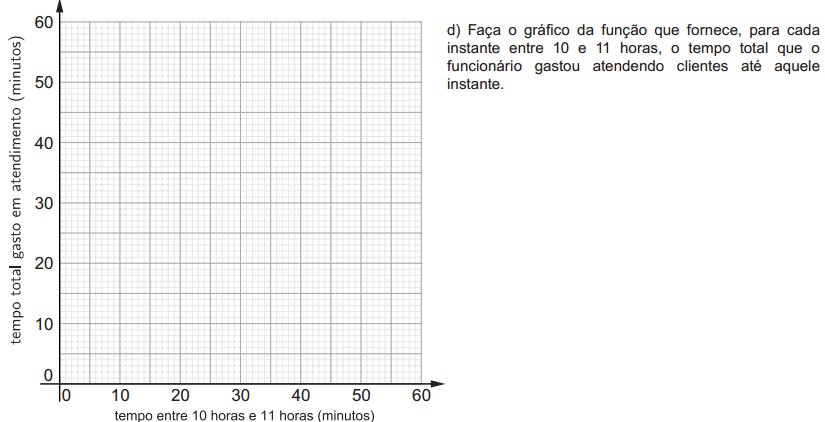 60
50
40
30
20
10
0
tempo total gasto em atendimento (minutos)
0 10 20 30 40 50 60
tempo entre 10 horas e 11 horas (minutos)
d) Faça o gráfico da função que fornece, para cada
instante entre 10 e 11 horas, o tempo total que o
funcionário gastou atendendo clientes até aquele
instante.